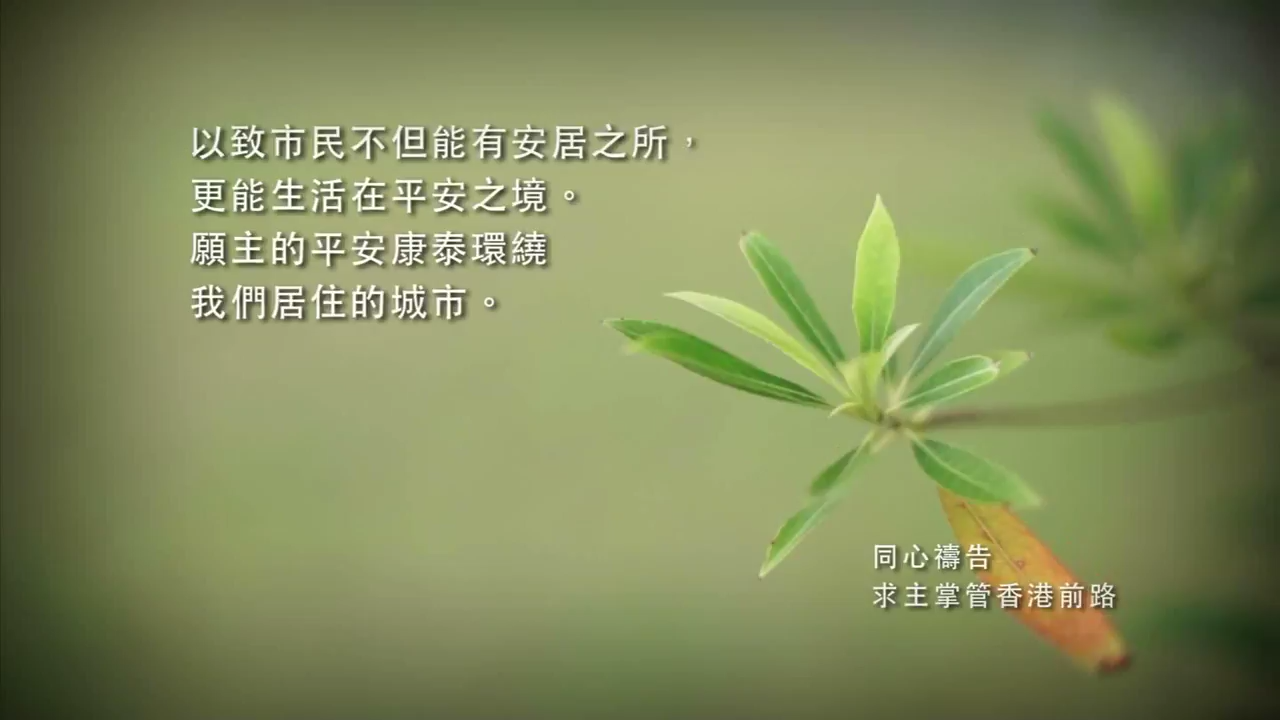 以致市民不但能有安居之所，
更能生活在平安之境。
願主的平安康泰環繞
我們居住的城市。
同心禱告
求主掌管香港前路